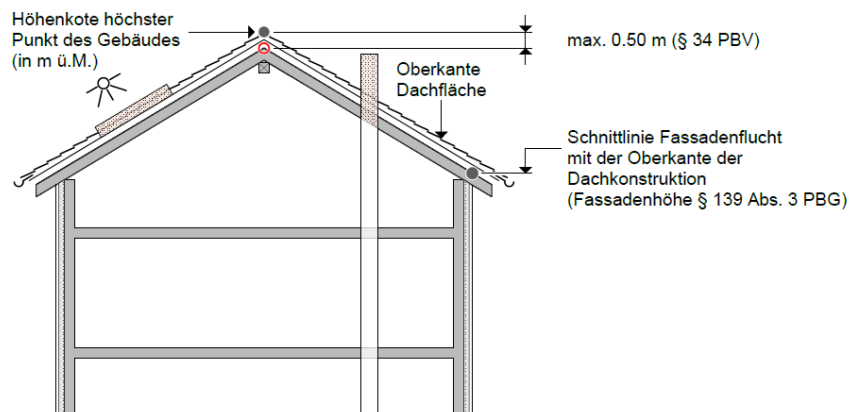 Höhenkote höchster
Punkt des Gebäudes
(in m ü.M.)
max. 0.50 m (§ 34 PBV)
Oberkante
Dachfläche
Schnittlinie Fassadenflucht
mit der Oberkante der
Dachkonstruktion
(Fassadenhöhe § 139 Abs. 3 PBG)